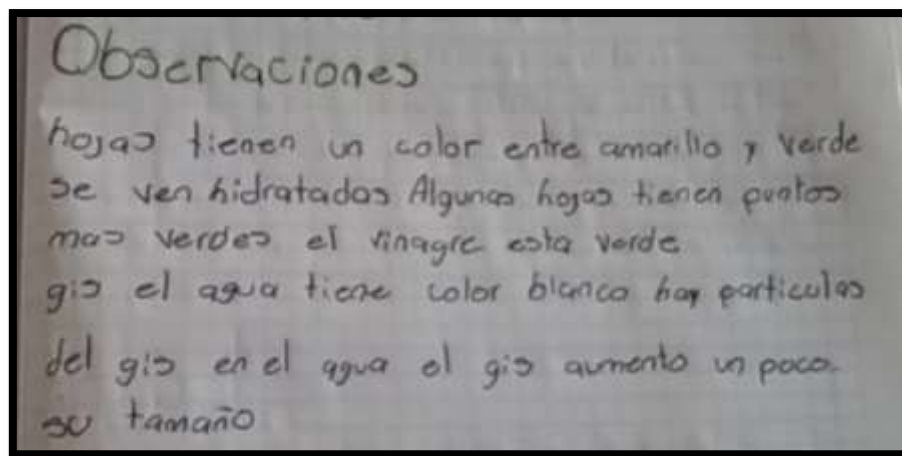 Observaciones
hojas tienen un color entre amarillo y verde
se ven hidratados Algunas hojas tienen puntos
mas verdes el vinagre esta verde
gis el agua tiene color blanco hay particulas
del gis en el agua el gis aumento un poco.
su tamaño